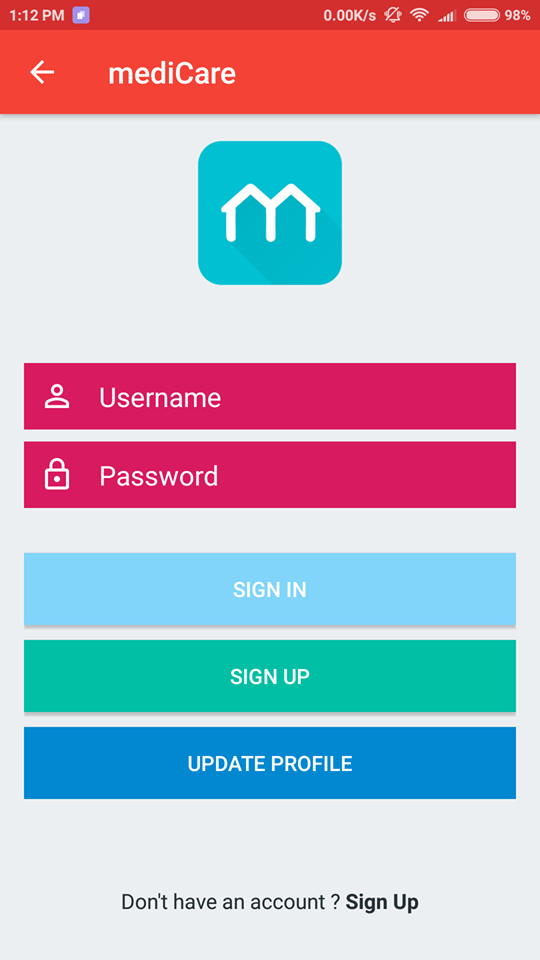 1:12 PM 0.00K/s 98%
mediCare
Username
Password
SIGN IN
SIGN UP
UPDATE PROFILE
Don't have an account ? Sign Up